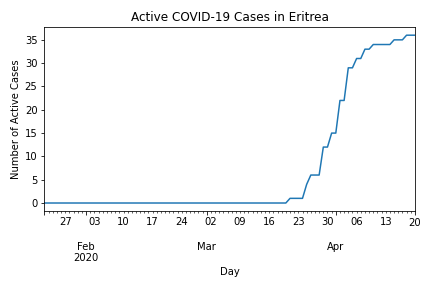 Active COVID-19 Cases in Eritrea
35
30
25
20
15
10
5
0
Number of Active Cases
27 03 10 17 24 02 09 16 23 30 06 13 20
Feb Mar Apr
2020
Day